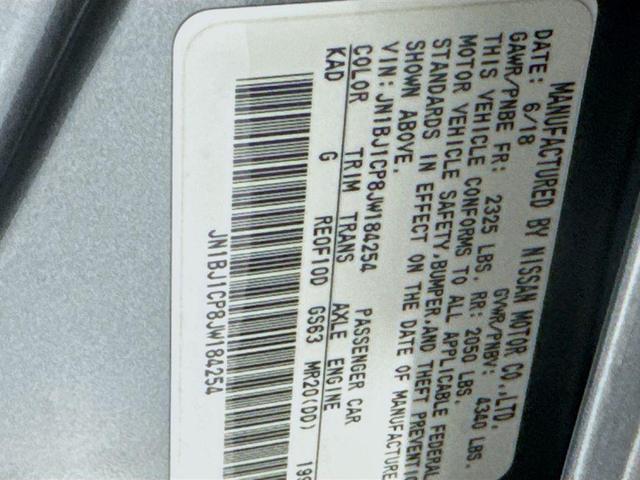 MANUFACTURED BY NISSAN MOTOR CO.,LTD.
DATE: 6/18 GVWR/PNBV: 4340 LBS.
GAWR/PNBE FR: 2325 LBS. RR: 2050 LBS.
THIS VEHICLE CONFORMS TO ALL APPLICABLE FEDERAL
MOTOR VEHICLE SAFETY,BUMPER,AND THEFT PREVENTION
STANDARDS IN EFFECT ON THE DATE OF MANUFACTURE
SHOWN ABOVE.
VIN: JN1BJ1CP8JW184254 PASSENGER CAR
COLOR TRIM TRANS AXLE ENGINE
KAD G RE0F10D GS63 MR20(DD)
JN1BJ1CP8JW184254